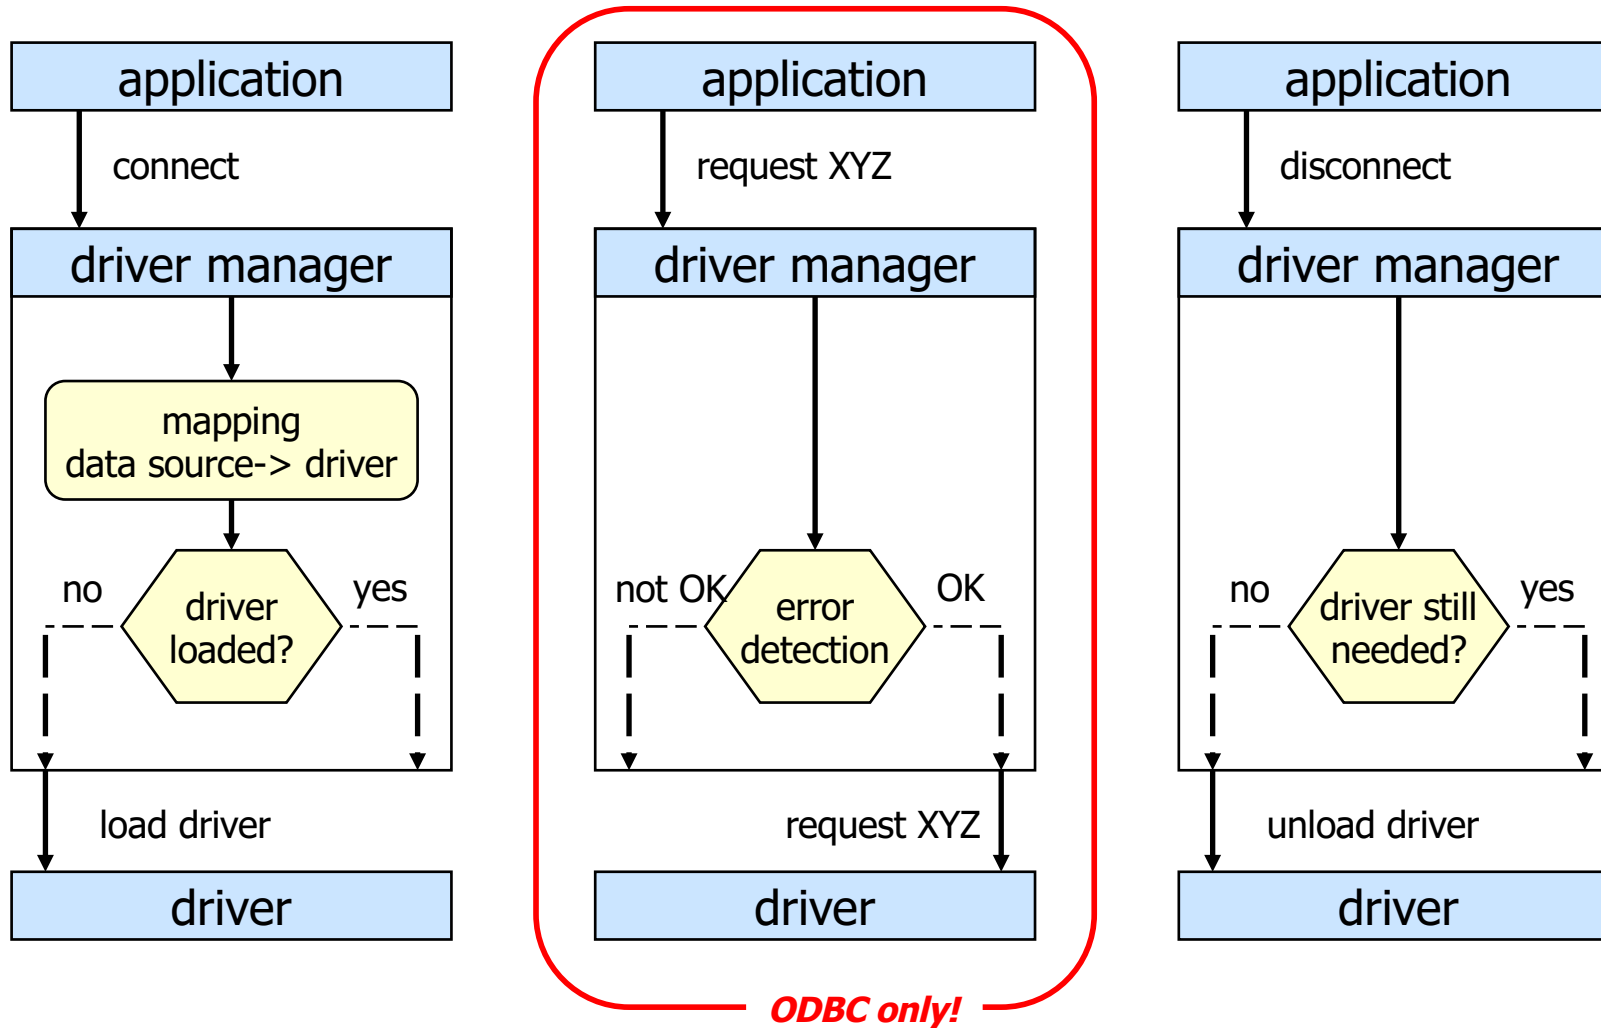 application
connect
driver manager
mapping
data source-> driver
no
driver
loaded?
yes
load driver
driver
application
request XYZ
driver manager
not OK
error
detection
OK
request XYZ
driver
ODBC only!
application
disconnect
driver manager
no
driver still
needed?
yes
unload driver
driver